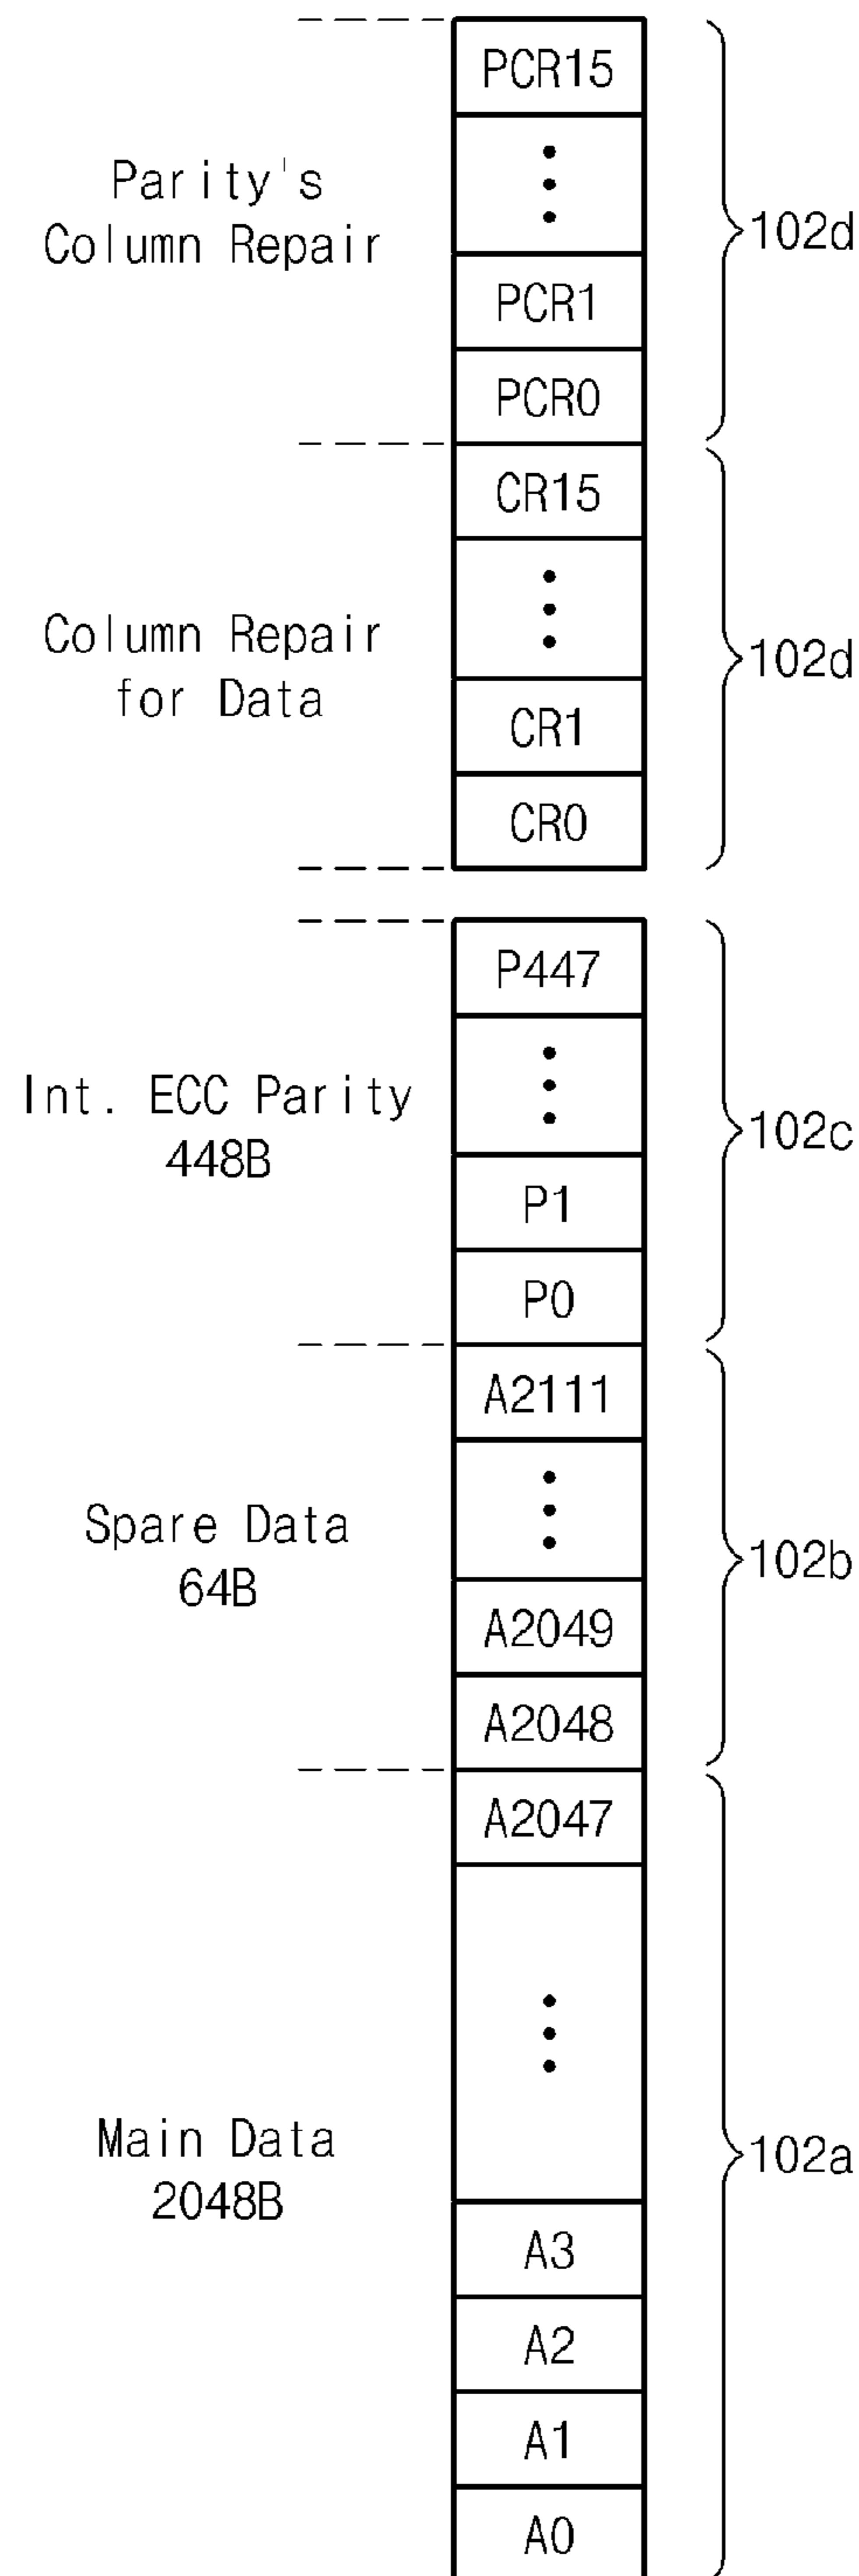 PCR15
Parity's
Column Repair
102d
PCR1
PCR0
CR15
Column Repair
for Data
102d
CR1
CR0
P447
Int. ECC Parity
448B
102c
P1
P0
A2111
Spare Data
64B
102b
A2049
A2048
A2047
Main Data
2048B
102a
A3
A2
A1
A0